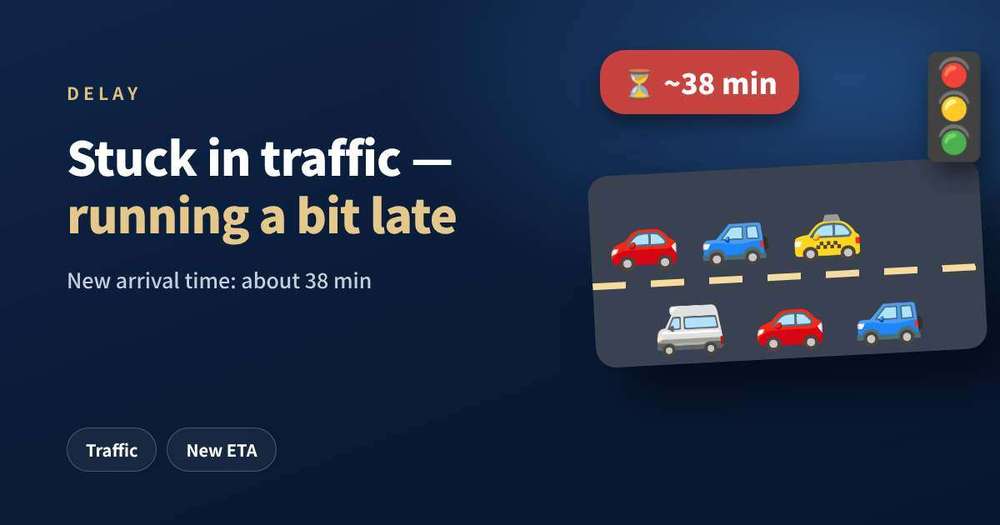 DELAY
Stuck in traffic —
running a bit late
New arrival time: about 38 min
Traffic
New ETA
⏳ ~38 min